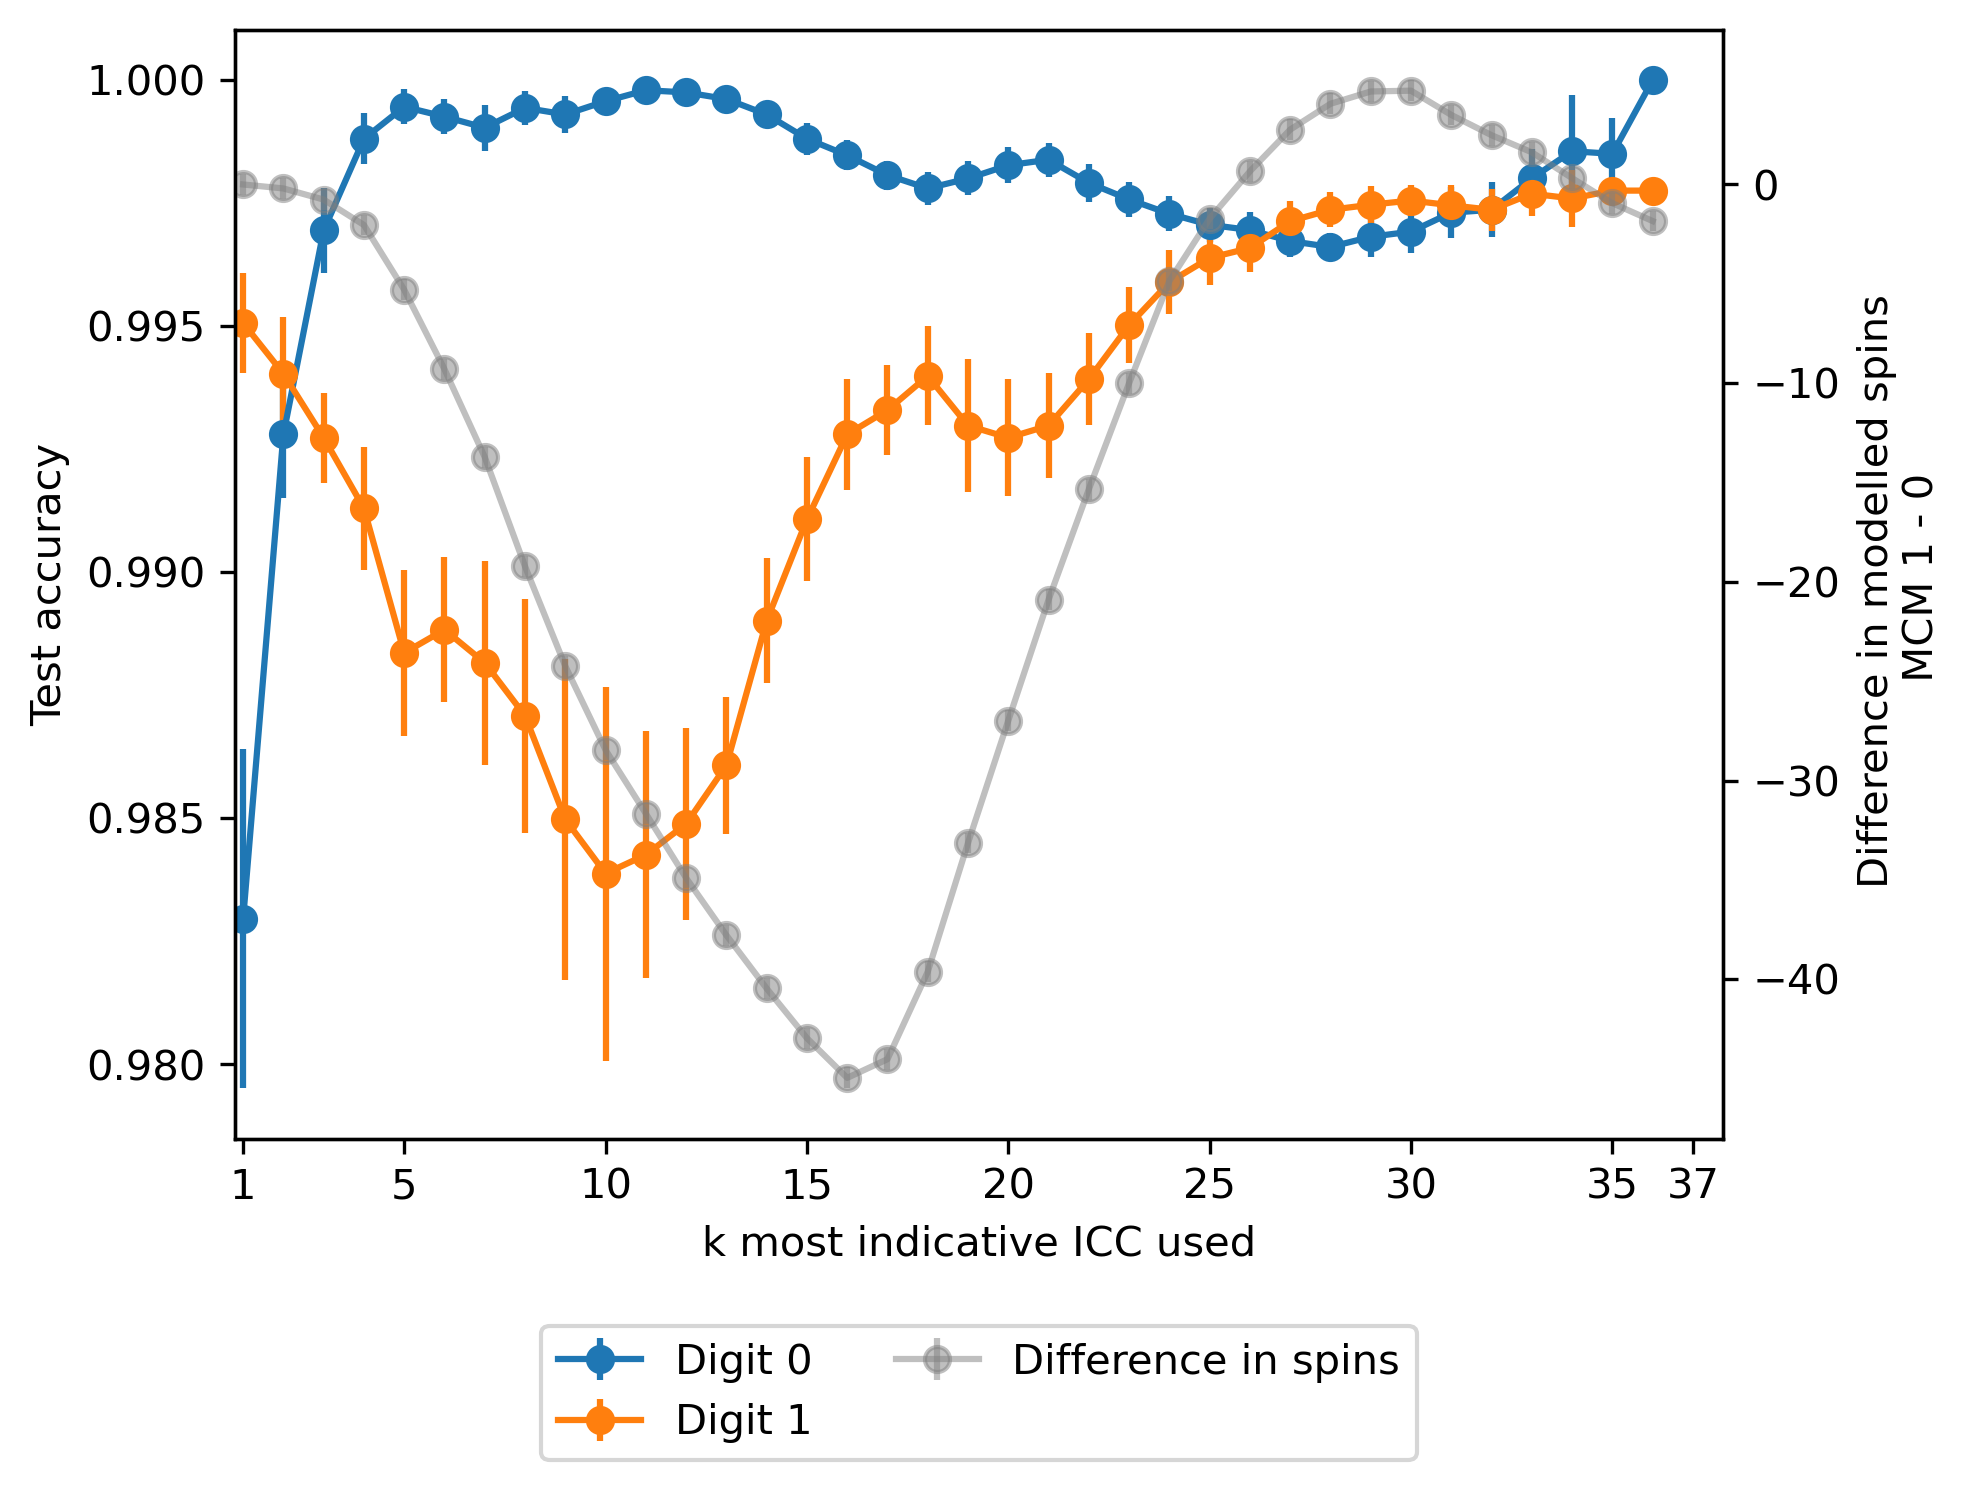 1.000
0.995
0.990
0.985
0.980
Test accuracy
0
−10
−20
−30
−40
Difference in modelled spins
MCM 1 - 0
1 5 10 15 20 25 30 35 37
k most indicative ICC used
Digit 0
Digit 1
Difference in spins